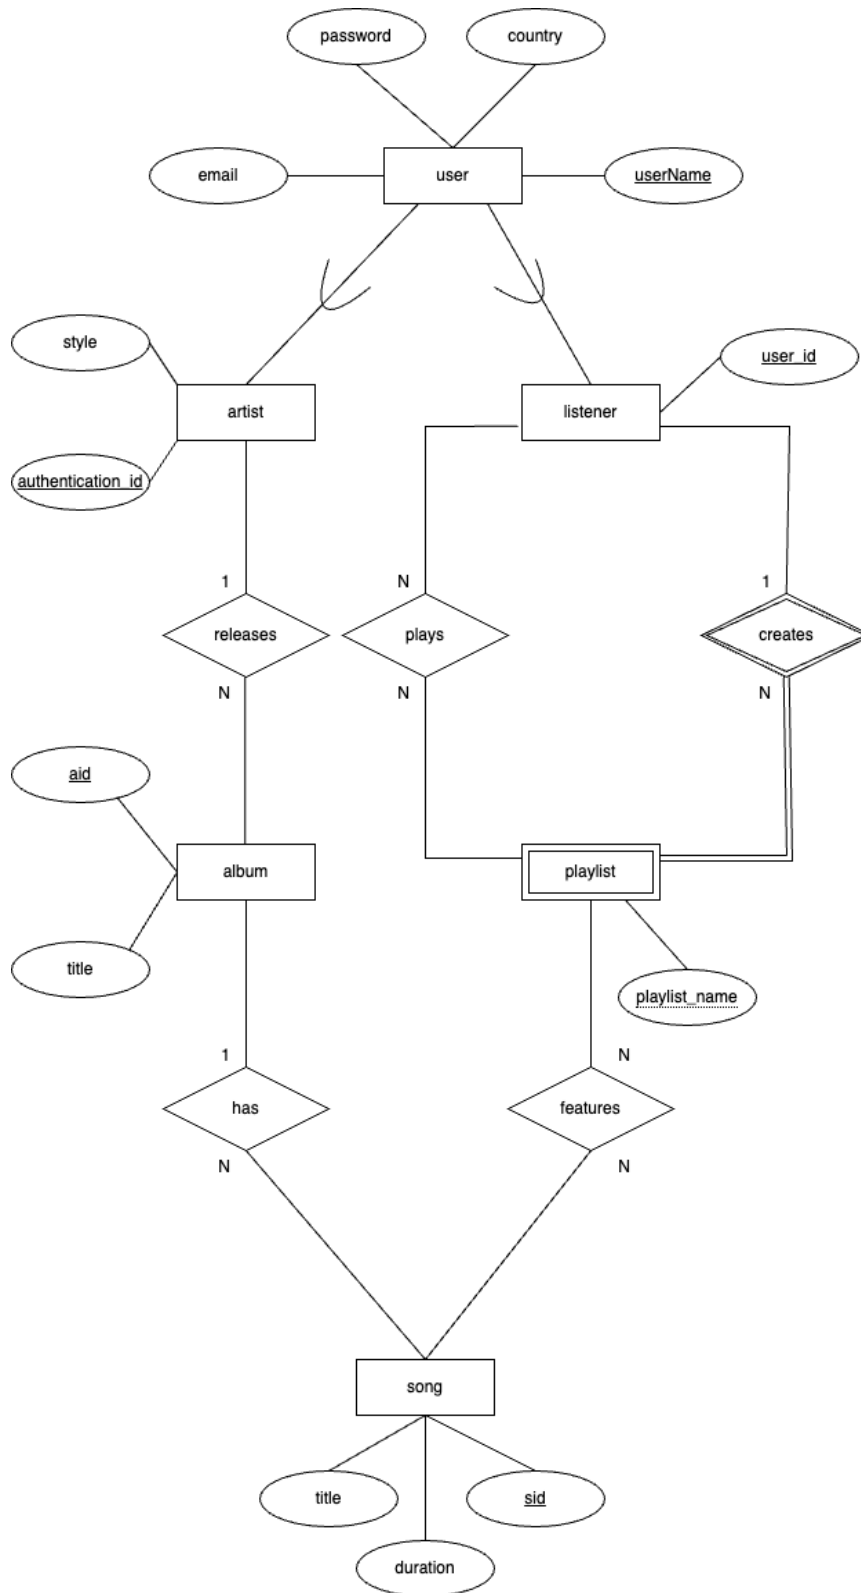 password
country
email
user
userName
style
user_id
artist
listener
authentication_id
1
N
1
releases
plays
creates
N
N
N
aid
album
playlist
title
playlist_name
1
N
has
features
N
N
song
title
sid
duration